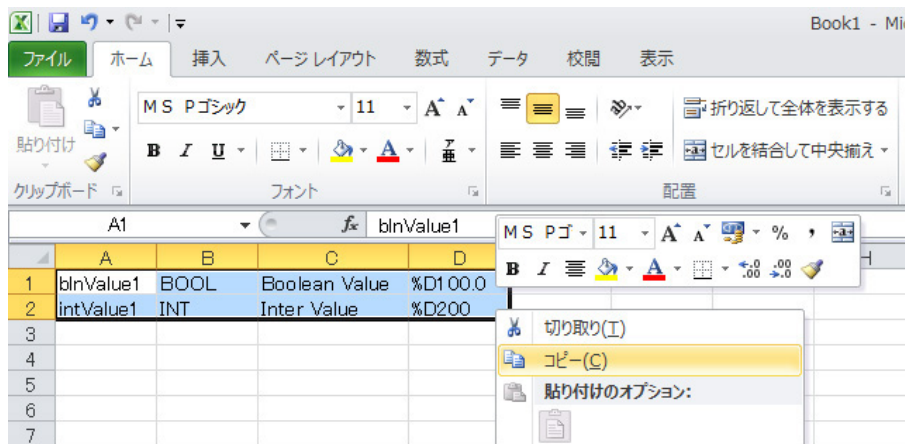 Book1 - Mi
ファイル ホーム 挿入 ページ レイアウト 数式 データ 校閲 表示
MS Pゴシック 11 A A 折り返して全体を表示する
貼り付け
B I U A ア亜 セルを結合して中央揃え
クリップボード フォント 配置
A1 fx blnValue1
MS Pゴ 11 A A % ,
B I A .0 .00 .00 .0
A B C D H
1 blnValue1 BOOL Boolean Value %D100.0
2 intValue1 INT Inter Value %D200
3
切り取り(T)
4
コピー(C)
5
貼り付けのオプション:
6
7